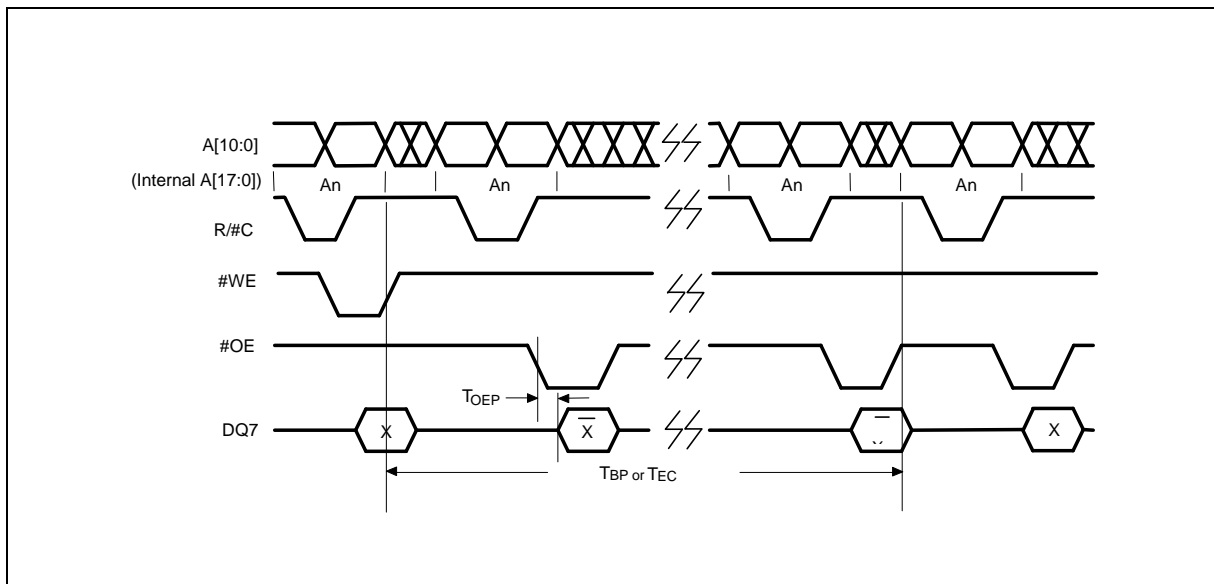 A[10:0]
(Internal A[17:0])
An An An An
R/#C
#WE
#OE
TOEP
DQ7
X X̅ X
TBP or TEC